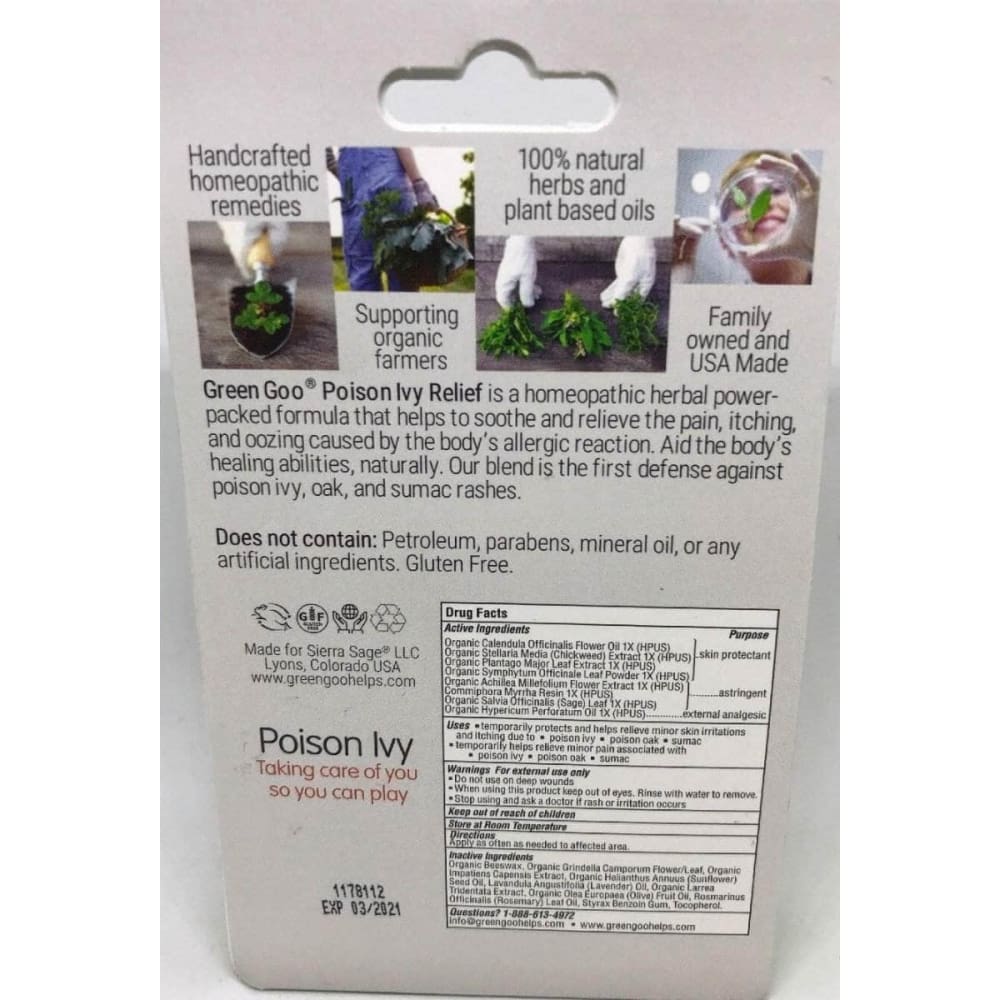 Handcrafted
homeopathic
remedies
Supporting
organic
farmers
100% natural
herbs and
plant based oils
Family
owned and
USA Made
Green Goo® Poison Ivy Relief is a homeopathic herbal power-
packed formula that helps to soothe and relieve the pain, itching,
and oozing caused by the body's allergic reaction. Aid the body's
healing abilities, naturally. Our blend is the first defense against
poison ivy, oak, and sumac rashes.
Does not contain: Petroleum, parabens, mineral oil, or any
artificial ingredients. Gluten Free.
GF
GLUTEN
FREE
Made for Sierra Sage® LLC
Lyons, Colorado USA
www.greengoohelps.com
Poison Ivy
Taking care of you
so you can play
1178112
EXP 03/2021
Drug Facts
Active Ingredients Purpose
Organic Calendula Officinalis Flower Oil 1X (HPUS)
Organic Stellaria Media (Chickweed) Extract 1X (HPUS) skin protectant
Organic Plantago Major Leaf Extract 1X (HPUS)
Organic Symphytum Officinale Leaf Powder 1X (HPUS)
Organic Achillea Millefolium Flower Extract 1X (HPUS)
Commiphora Myrrha Resin 1X (HPUS) ........astringent
Organic Salvia Officinalis (Sage) Leaf 1X (HPUS)
Organic Hypericum Perforatum Oil 1X (HPUS)............external analgesic
Uses • temporarily protects and helps relieve minor skin irritations
and itching due to • poison ivy • poison oak • sumac
• temporarily helps relieve minor pain associated with
• poison ivy • poison oak • sumac
Warnings For external use only
• Do not use on deep wounds
• When using this product keep out of eyes. Rinse with water to remove.
• Stop using and ask a doctor if rash or irritation occurs
Keep out of reach of children
Store at Room Temperature
Directions
Apply as often as needed to affected area.
Inactive Ingredients
Organic Beeswax, Organic Grindelia Camporum Flower/Leaf, Organic
Impatiens Capensis Extract, Organic Helianthus Annuus (Sunflower)
Seed Oil, Lavandula Angustifolia (Lavender) Oil, Organic Larrea
Tridentata Extract, Organic Olea Europaea (Olive) Fruit Oil, Rosmarinus
Officinalis (Rosemary) Leaf Oil, Styrax Benzoin Gum, Tocopherol.
Questions? 1-888-613-4972
info@greengoohelps.com • www.greengoohelps.com